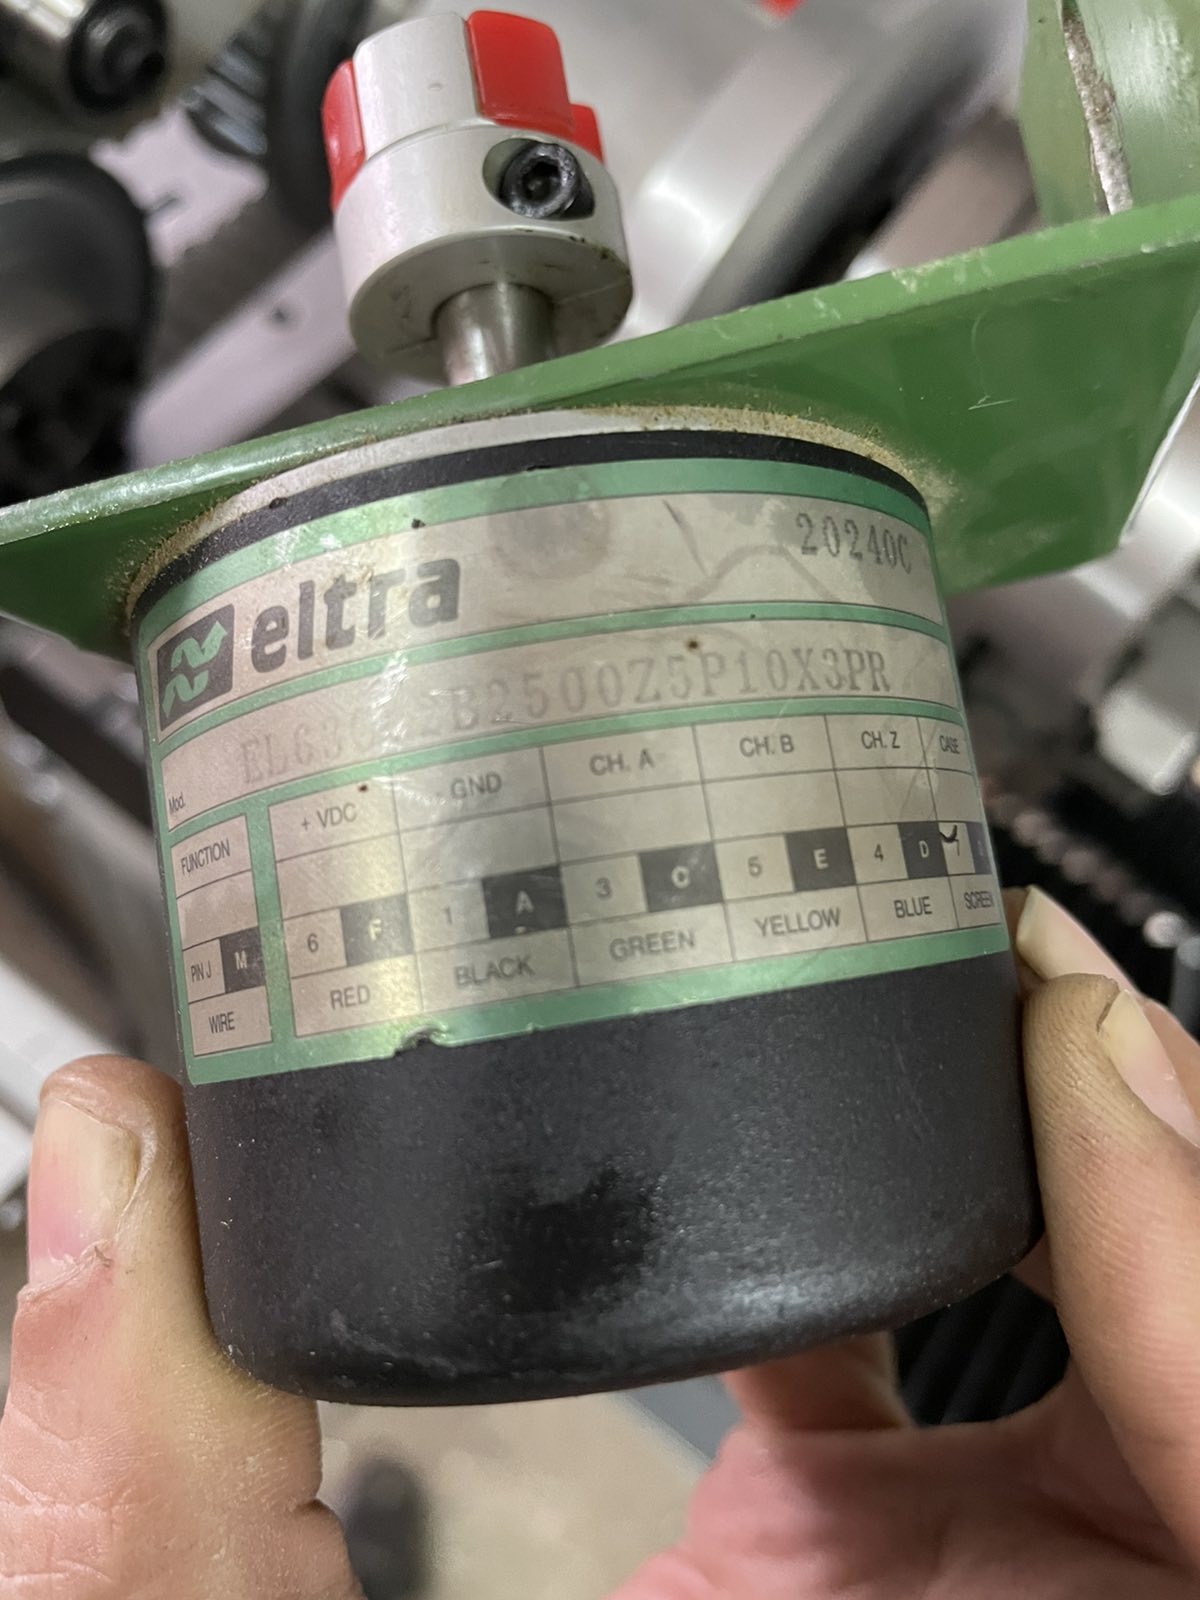 20240C
eltra
Mod. B2500Z5P10X3PR
FUNCTION + VDC GND CH. A CH. B CH. Z CASE
PIN J M 6 F 1 A 3 C 5 E 4 D 7
WIRE RED BLACK GREEN YELLOW BLUE SCREEN